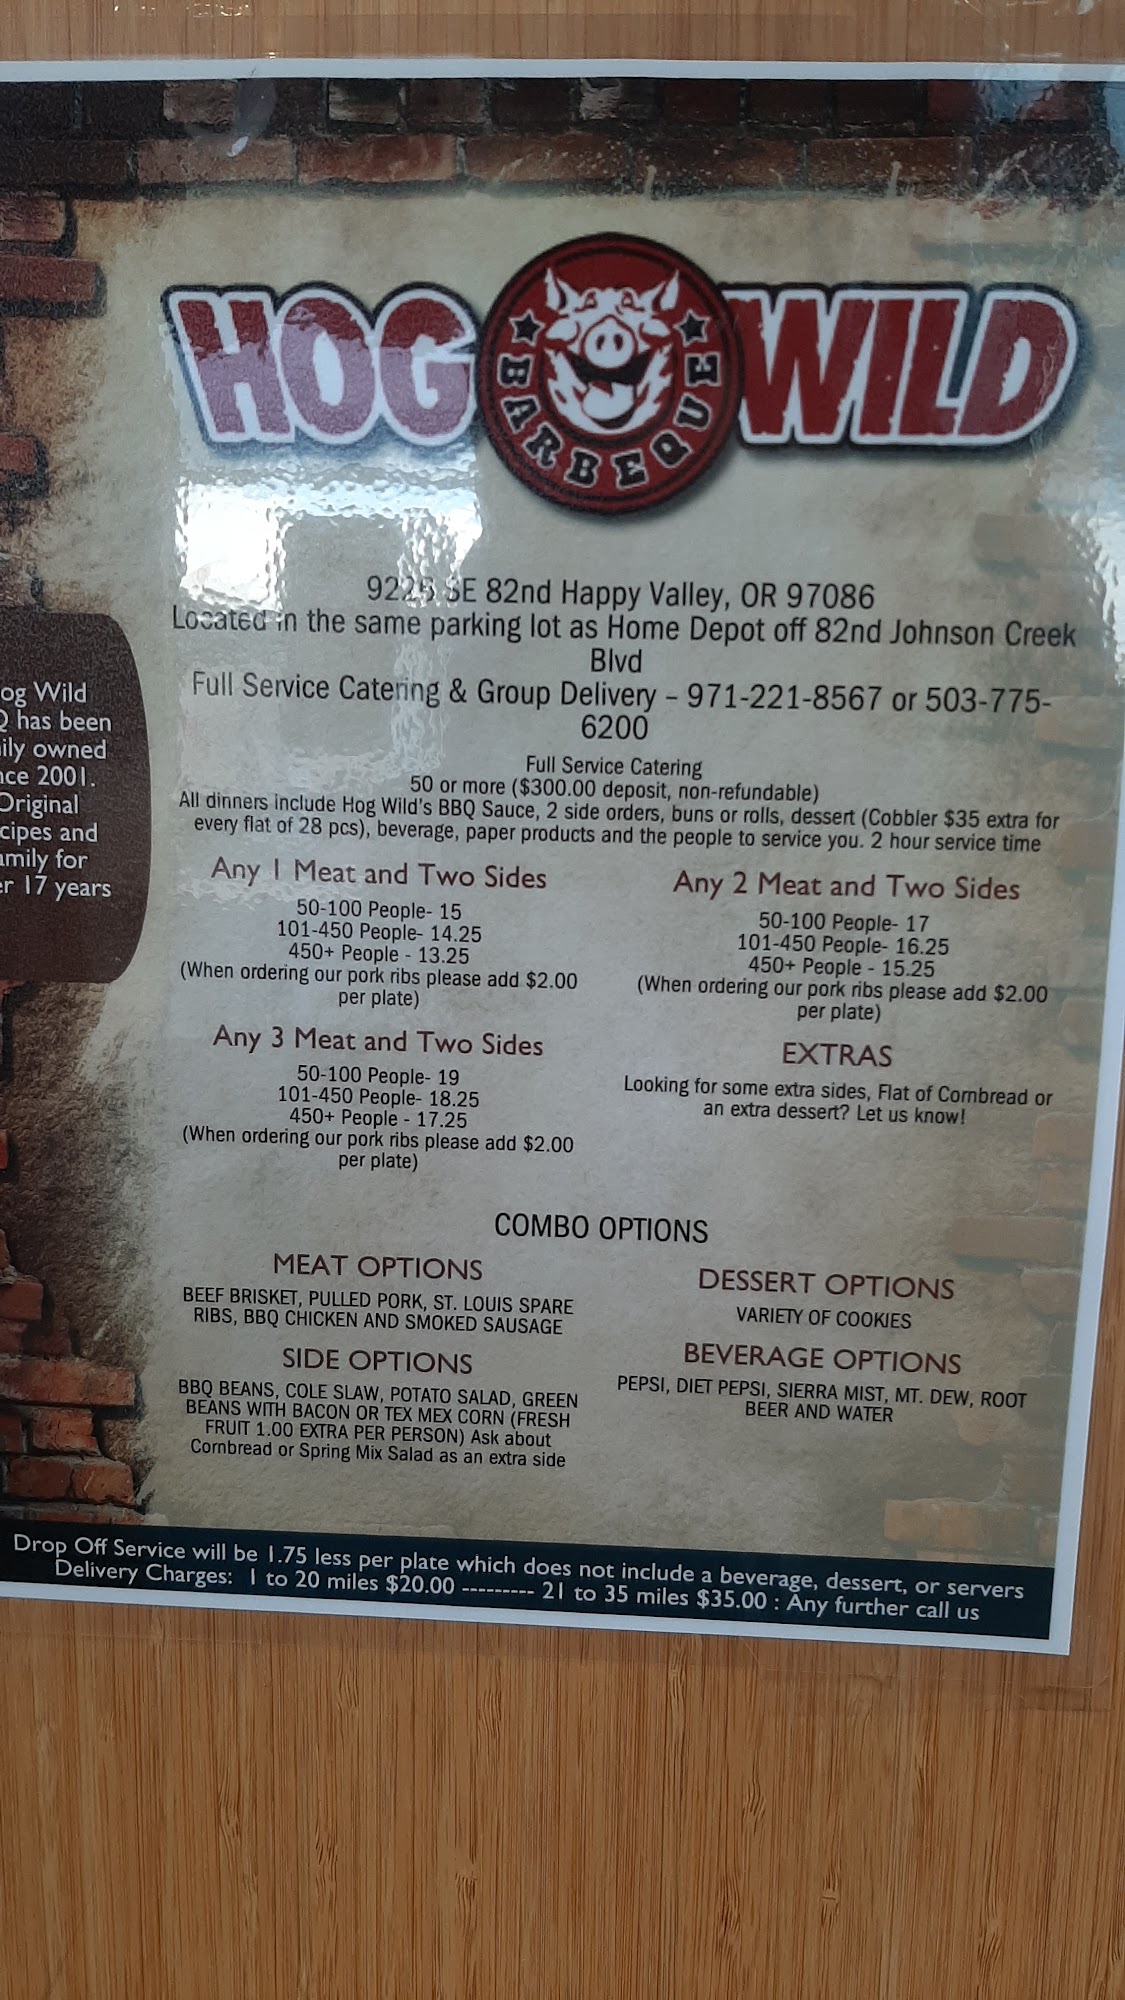 HOG WILD
BARBEQUE
SE 82nd Happy Valley, OR 97086
Located in the same parking lot as Home Depot off 82nd Johnson Creek
Blvd
Full Service Catering & Group Delivery – 971-221-8567 or 503-775-
6200
Full Service Catering
50 or more ($300.00 deposit, non-refundable)
All dinners include Hog Wild's BBQ Sauce, 2 side orders, buns or rolls, dessert (Cobbler $35 extra for
every flat of 28 pcs), beverage, paper products and the people to service you. 2 hour service time
og Wild
Q has been
ily owned
nce 2001.
Original
cipes and
amily for
er 17 years
Any 1 Meat and Two Sides
50-100 People- 15
101-450 People- 14.25
450+ People - 13.25
(When ordering our pork ribs please add $2.00
per plate)
Any 2 Meat and Two Sides
50-100 People- 17
101-450 People- 16.25
450+ People - 15.25
(When ordering our pork ribs please add $2.00
per plate)
Any 3 Meat and Two Sides
50-100 People- 19
101-450 People- 18.25
450+ People - 17.25
(When ordering our pork ribs please add $2.00
per plate)
EXTRAS
Looking for some extra sides, Flat of Cornbread or
an extra dessert? Let us know!
COMBO OPTIONS
MEAT OPTIONS
BEEF BRISKET, PULLED PORK, ST. LOUIS SPARE
RIBS, BBQ CHICKEN AND SMOKED SAUSAGE
SIDE OPTIONS
BBQ BEANS, COLE SLAW, POTATO SALAD, GREEN
BEANS WITH BACON OR TEX MEX CORN (FRESH
FRUIT 1.00 EXTRA PER PERSON) Ask about
Cornbread or Spring Mix Salad as an extra side
DESSERT OPTIONS
VARIETY OF COOKIES
BEVERAGE OPTIONS
PEPSI, DIET PEPSI, SIERRA MIST, MT. DEW, ROOT
BEER AND WATER
Drop Off Service will be 1.75 less per plate which does not include a beverage, dessert, or servers
Delivery Charges: 1 to 20 miles $20.00 --------- 21 to 35 miles $35.00 : Any further call us